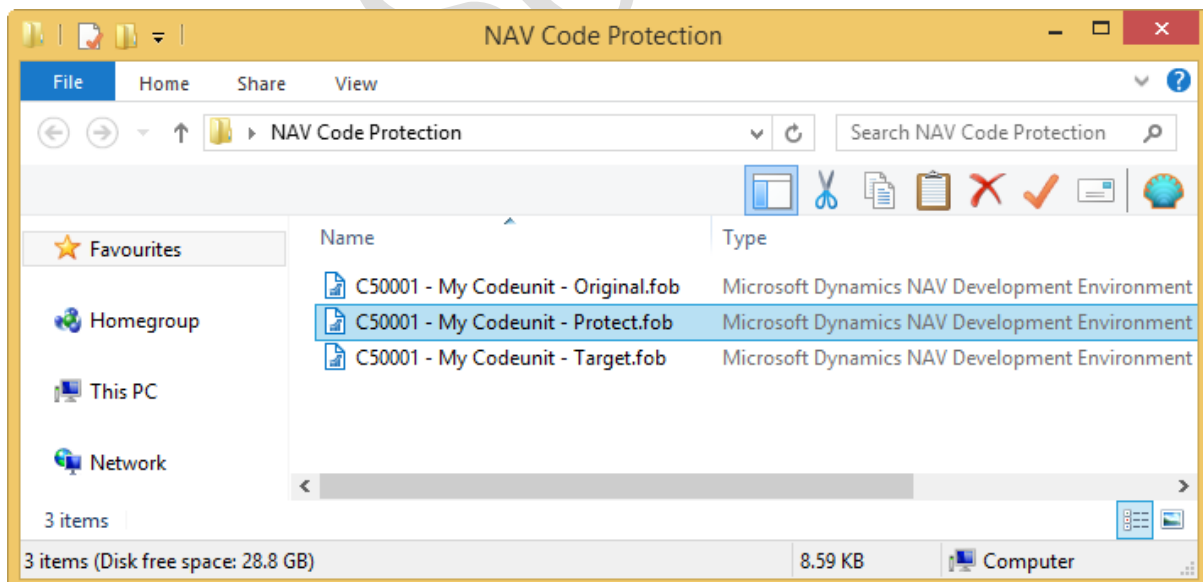 NAV Code Protection
File Home Share View
NAV Code Protection Search NAV Code Protection
Name Type
Favourites
C50001 - My Codeunit - Original.fob Microsoft Dynamics NAV Development Environment
Homegroup C50001 - My Codeunit - Protect.fob Microsoft Dynamics NAV Development Environment
C50001 - My Codeunit - Target.fob Microsoft Dynamics NAV Development Environment
This PC
Network
3 items
3 items (Disk free space: 28.8 GB) 8.59 KB Computer